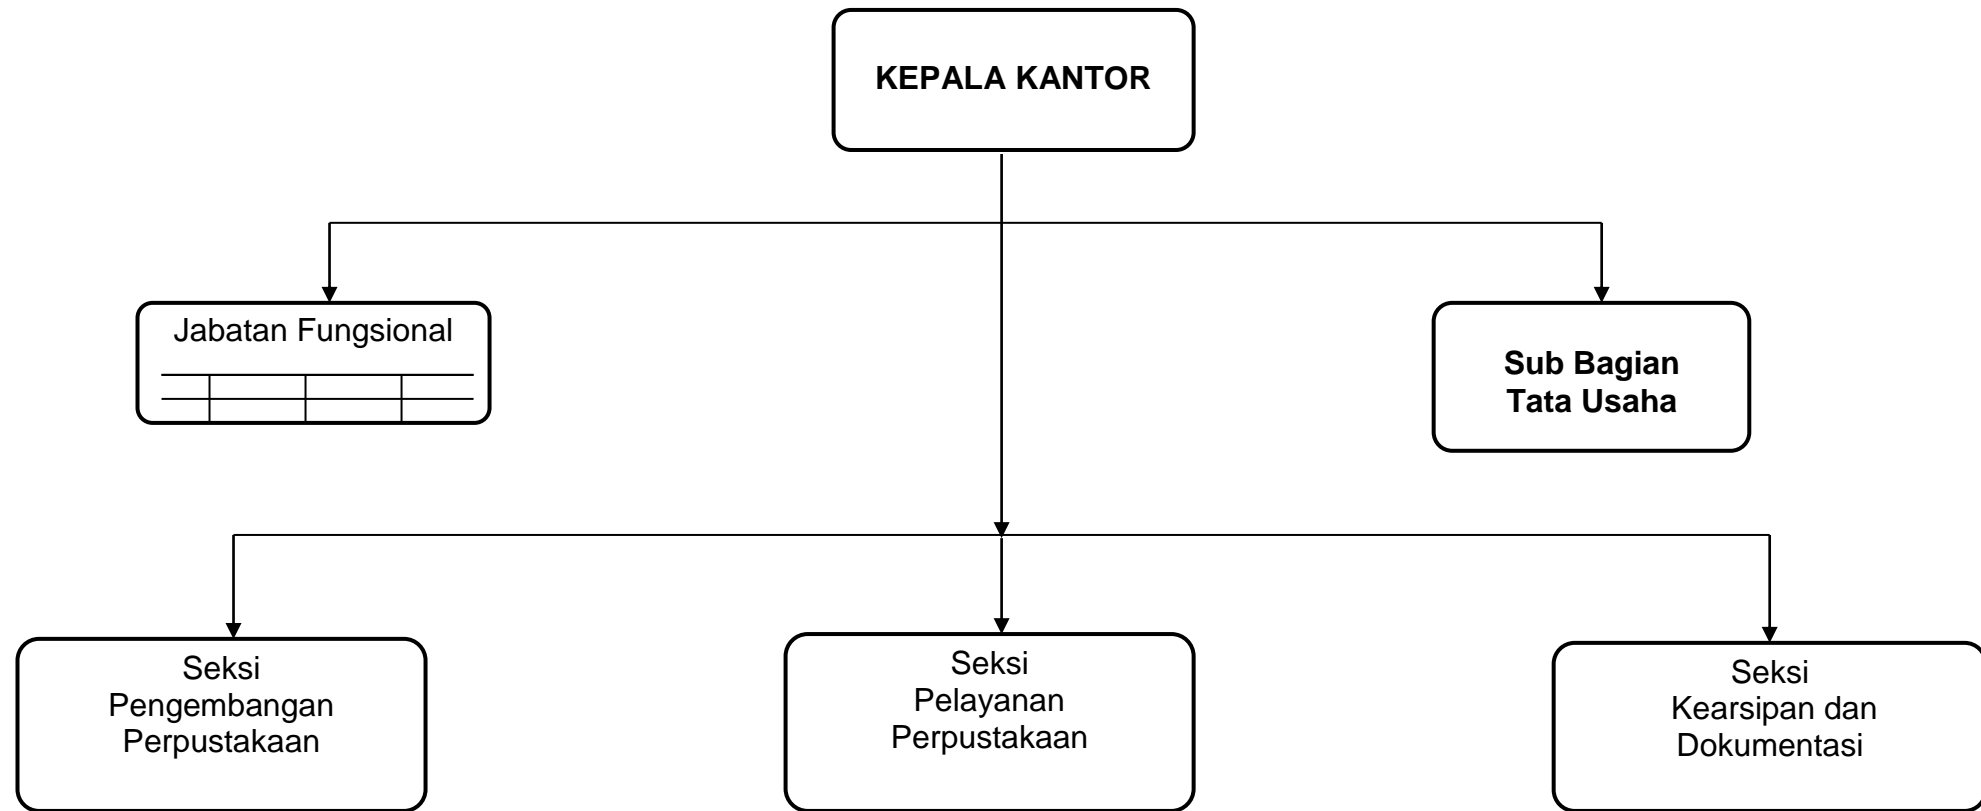 KEPALA KANTOR
Jabatan Fungsional
Sub Bagian
Tata Usaha
Seksi
Pengembangan
Perpustakaan
Seksi
Pelayanan
Perpustakaan
Seksi
Kearsipan dan
Dokumentasi